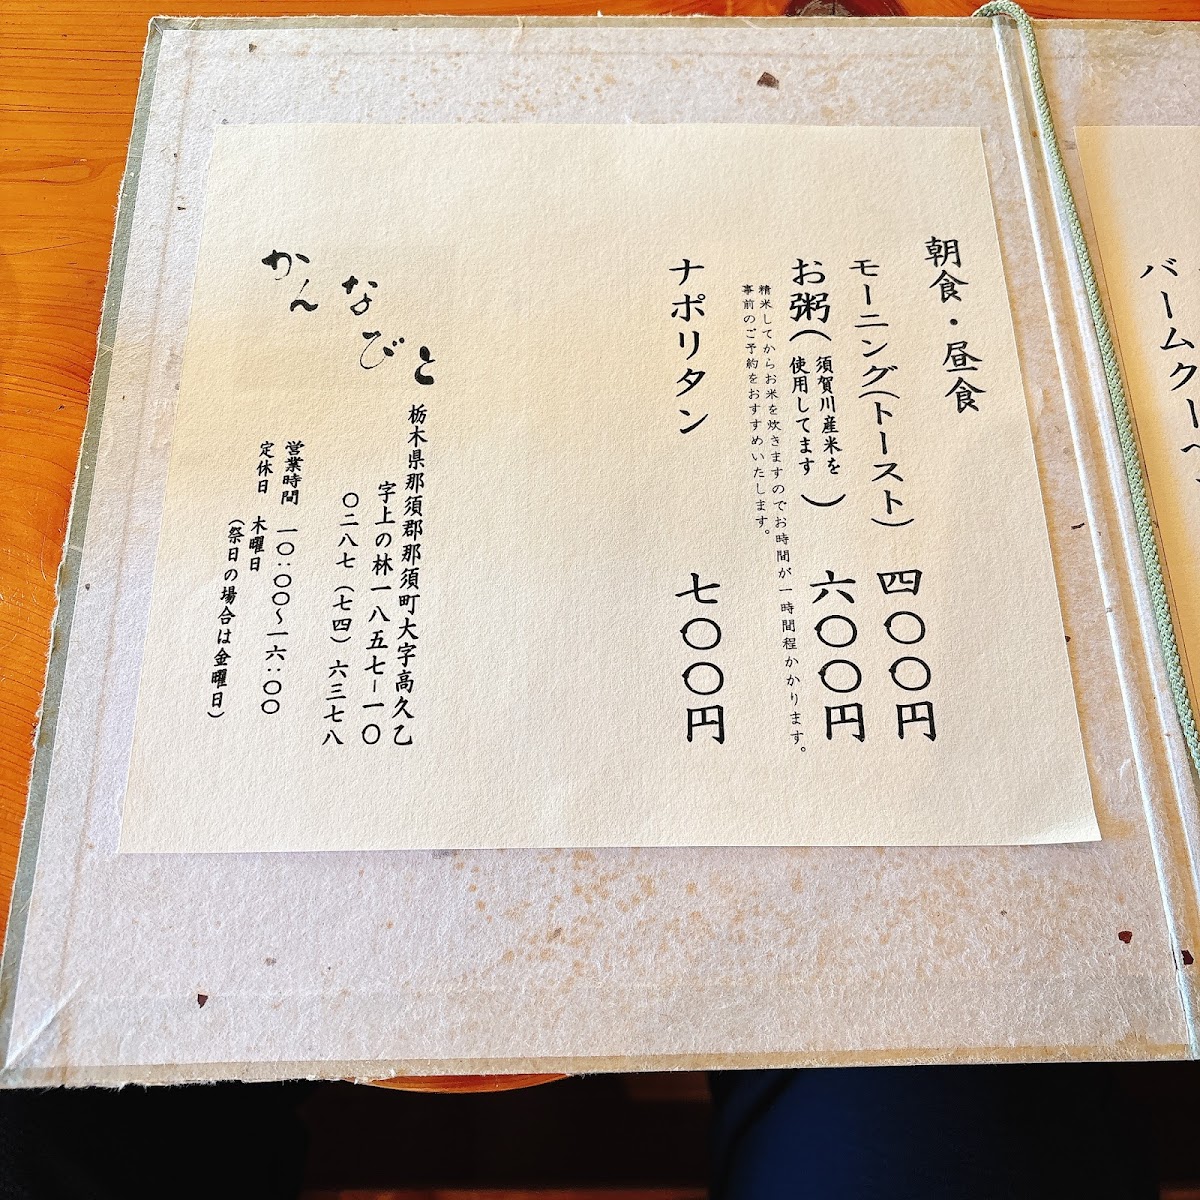 バームクーヘ
朝食・昼食
モーニング(トースト) 四〇〇円
お粥(須賀川産米を使用してます) 六〇〇円
精米してからお米を炊きますのでお時間が一時間程かかります。
事前のご予約をおすすめいたします。
ナポリタン 七〇〇円
かんなびと
栃木県那須郡那須町大字高久乙
字上の林一八五七ー一〇
〇二八七(七四)六三七八
営業時間 一〇:〇〇〜一六:〇〇
定休日 木曜日
(祭日の場合は金曜日)